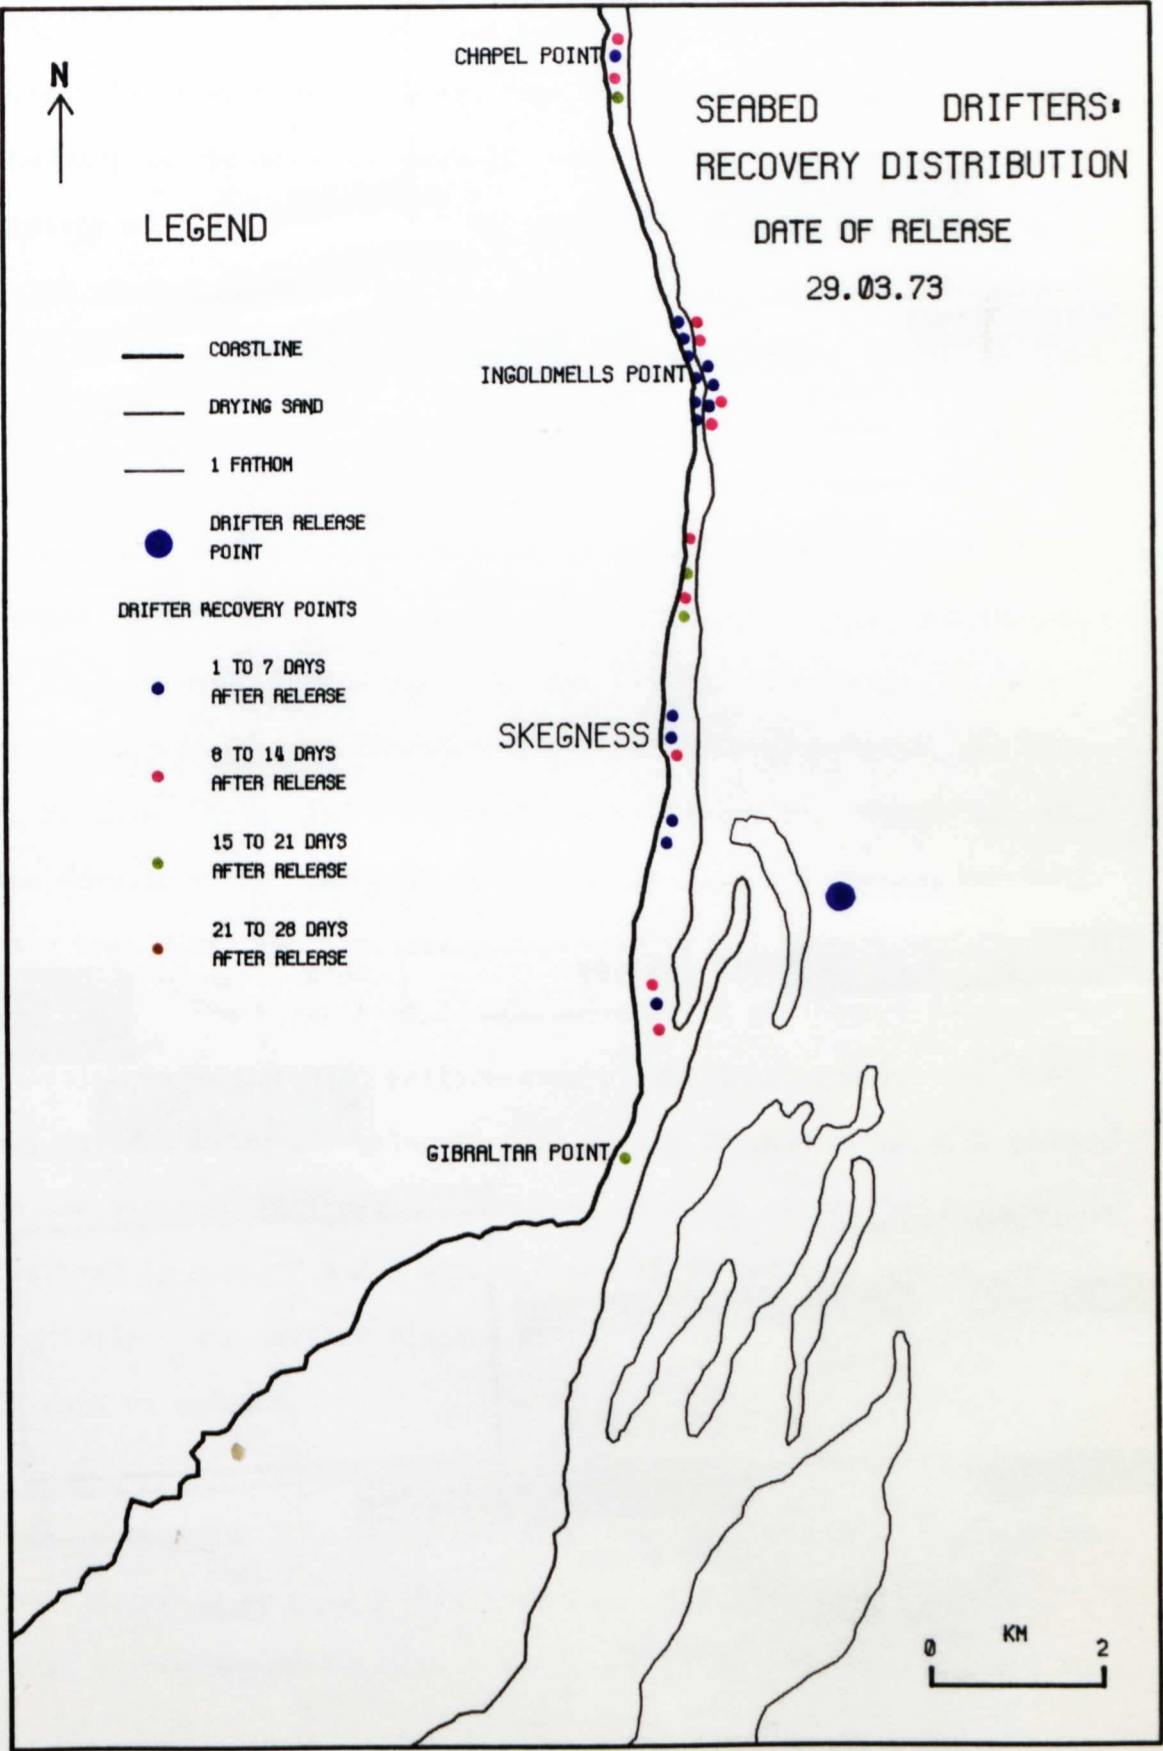 CHAPEL POINT
N
SEABED DRIFTERS:
RECOVERY DISTRIBUTION
DATE OF RELEASE
29.03.73
LEGEND
COASTLINE
DRYING SAND
1 FATHOM
DRIFTER RELEASE
POINT
DRIFTER RECOVERY POINTS
1 TO 7 DAYS
AFTER RELEASE
8 TO 14 DAYS
AFTER RELEASE
15 TO 21 DAYS
AFTER RELEASE
21 TO 28 DAYS
AFTER RELEASE
INGOLDMELLS POINT
SKEGNESS
GIBRALTAR POINT
0 KM 2